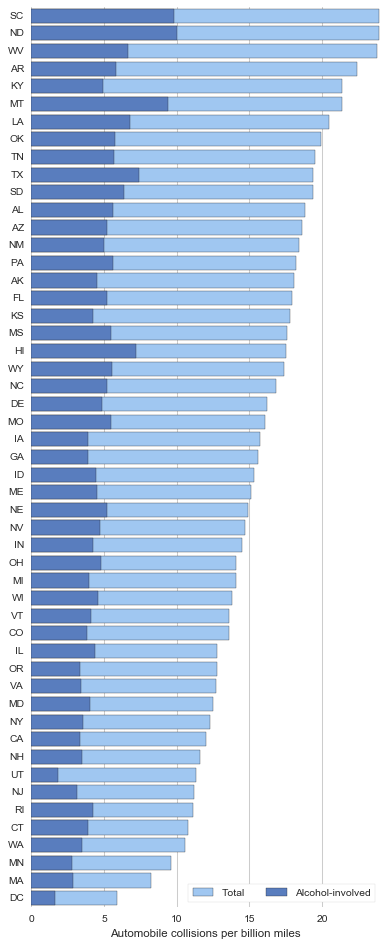 SC
ND
WV
AR
KY
MT
LA
OK
TN
TX
SD
AL
AZ
NM
PA
AK
FL
KS
MS
HI
WY
NC
DE
MO
IA
GA
ID
ME
NE
NV
IN
OH
MI
WI
VT
CO
IL
OR
VA
MD
NY
CA
NH
UT
NJ
RI
CT
WA
MN
MA
DC
Total Alcohol-involved
0 5 10 15 20
Automobile collisions per billion miles